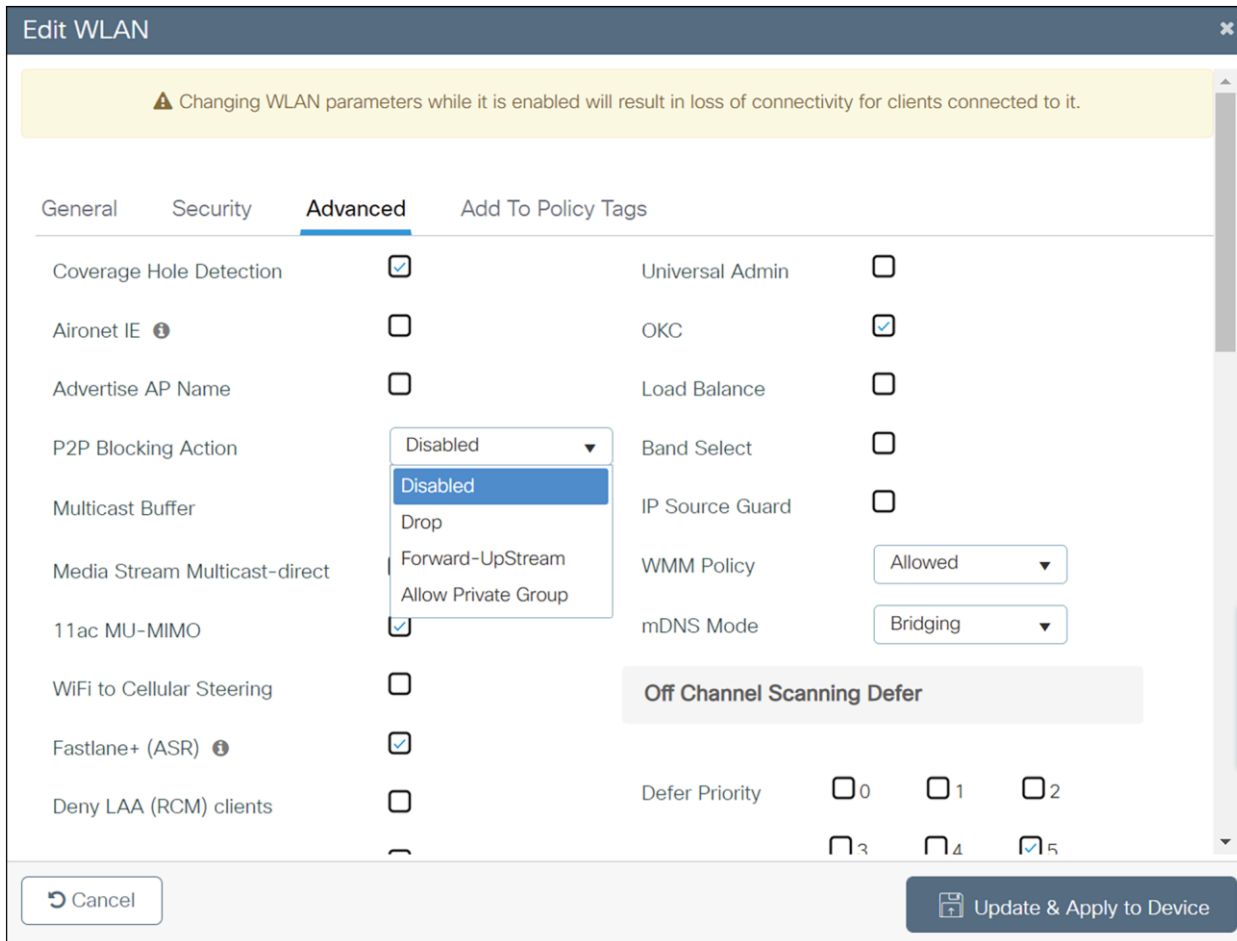 Edit WLAN
Changing WLAN parameters while it is enabled will result in loss of connectivity for clients connected to it.
General Security Advanced Add To Policy Tags
Coverage Hole Detection
Aironet IE
Advertise AP Name
P2P Blocking Action Disabled
Disabled
Drop
Forward-UpStream
Allow Private Group
Multicast Buffer
Media Stream Multicast-direct
11ac MU-MIMO
WiFi to Cellular Steering
Fastlane+ (ASR)
Deny LAA (RCM) clients
Universal Admin
OKC
Load Balance
Band Select
IP Source Guard
WMM Policy Allowed
mDNS Mode Bridging
Off Channel Scanning Defer
Defer Priority 0 1 2
3 4 5
Cancel
Update & Apply to Device